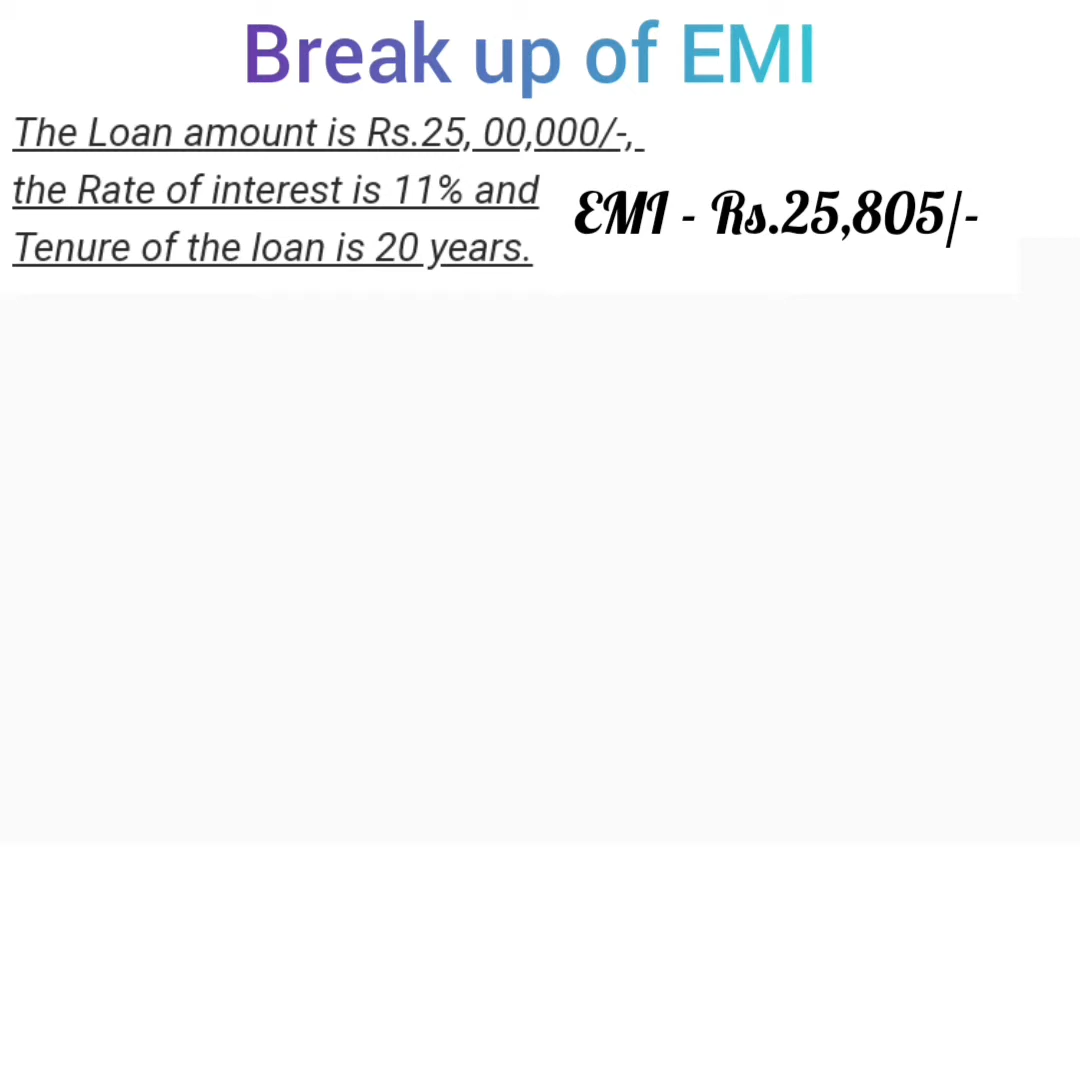 Break up of EMI
The Loan amount is Rs.25, 00,000/-,
the Rate of interest is 11% and
EMI - Rs.25,805/-
Tenure of the loan is 20 years.